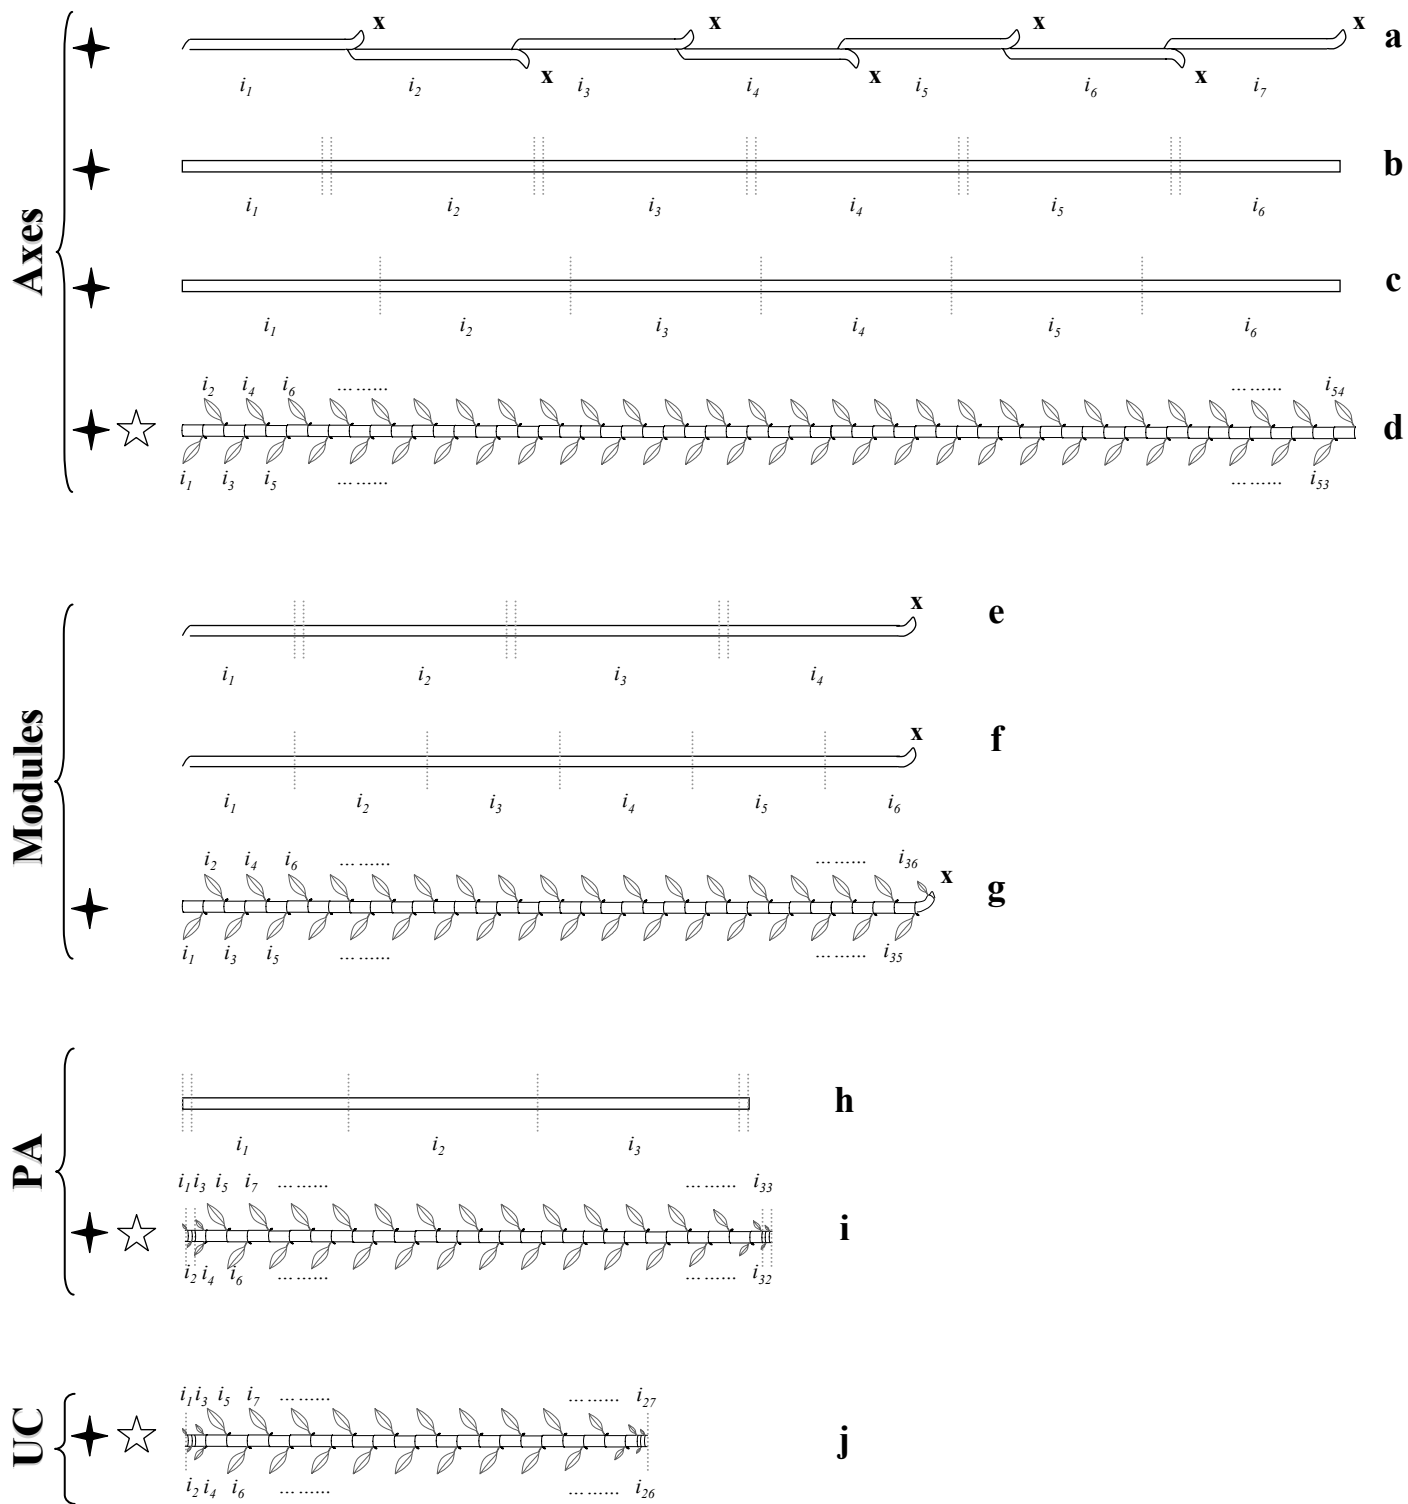 Axes
x x x x
a
x x x
i1 i2 i3 i4 i5 i6 i7
b
i1 i2 i3 i4 i5 i6
c
i1 i2 i3 i4 i5 i6
i2 i4 i6 ......... ......... i54
d
i1 i3 i5 ......... ......... i53
Modules
x
e
i1 i2 i3 i4
x
f
i1 i2 i3 i4 i5 i6
i2 i4 i6 ......... ......... i36
x
g
i1 i3 i5 ......... ......... i35
PA
h
i1 i2 i3
i1 i3 i5 i7 ......... ......... i33
i
i2 i4 i6 ......... ......... i32
UC
i1 i3 i5 i7 ......... ......... i27
j
i2 i4 i6 ......... ......... i26